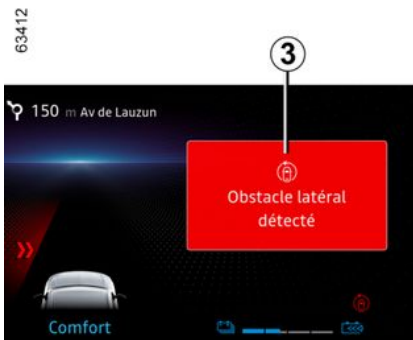 63412
3
150 m Av de Lauzun
Obstacle latéral
détecté
Comfort